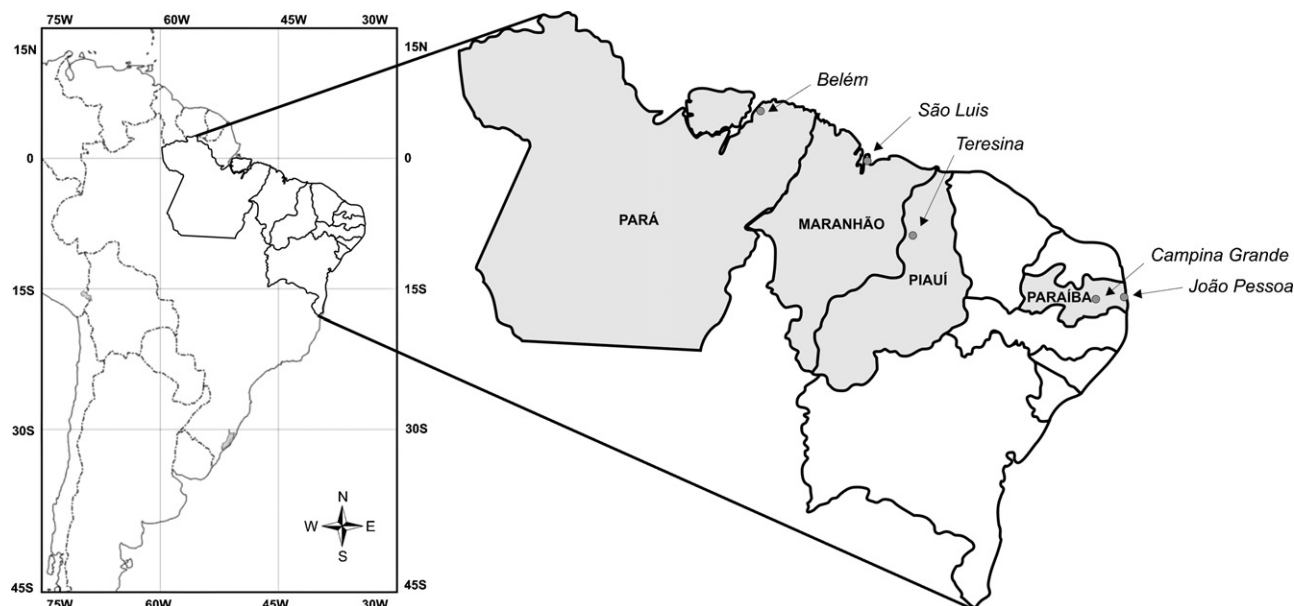 75W 60W 45W 30W
15N 15N
Belém
São Luis
Teresina
0 0
PARÁ
MARANHÃO
Campina Grande
PIAUÍ
PARAÍBA
João Pessoa
15S 15S
30S 30S
N
W E
S
45S 45S
75W 60W 45W 30W